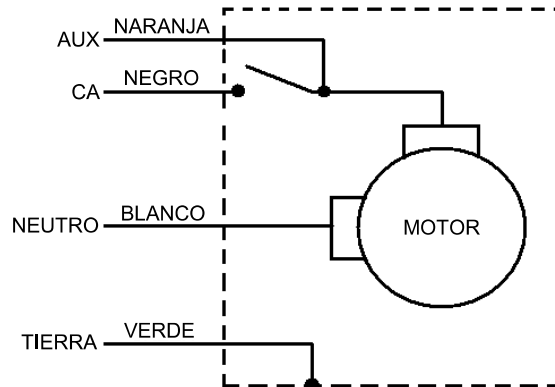 AUX NARANJA
CA NEGRO
NEUTRO BLANCO
MOTOR
TIERRA VERDE